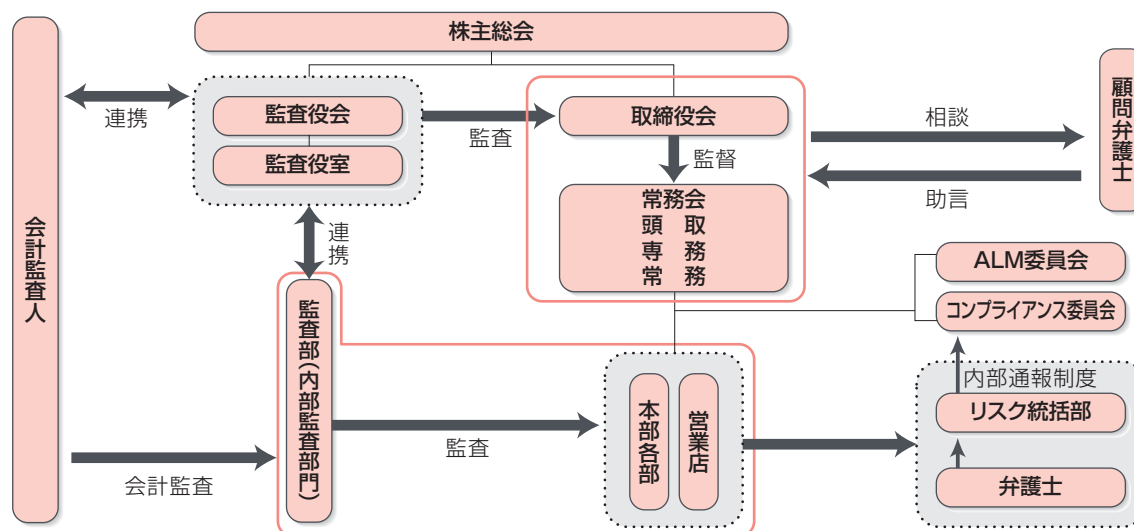 株主総会
会計監査人
連携
監査役会
監査役室
監査
取締役会
監督
常務会
頭取
専務
常務
相談
助言
顧問弁護士
連携
ALM委員会
コンプライアンス委員会
監査部(内部監査部門)
監査
本部各部
営業店
内部通報制度
リスク統括部
弁護士
会計監査